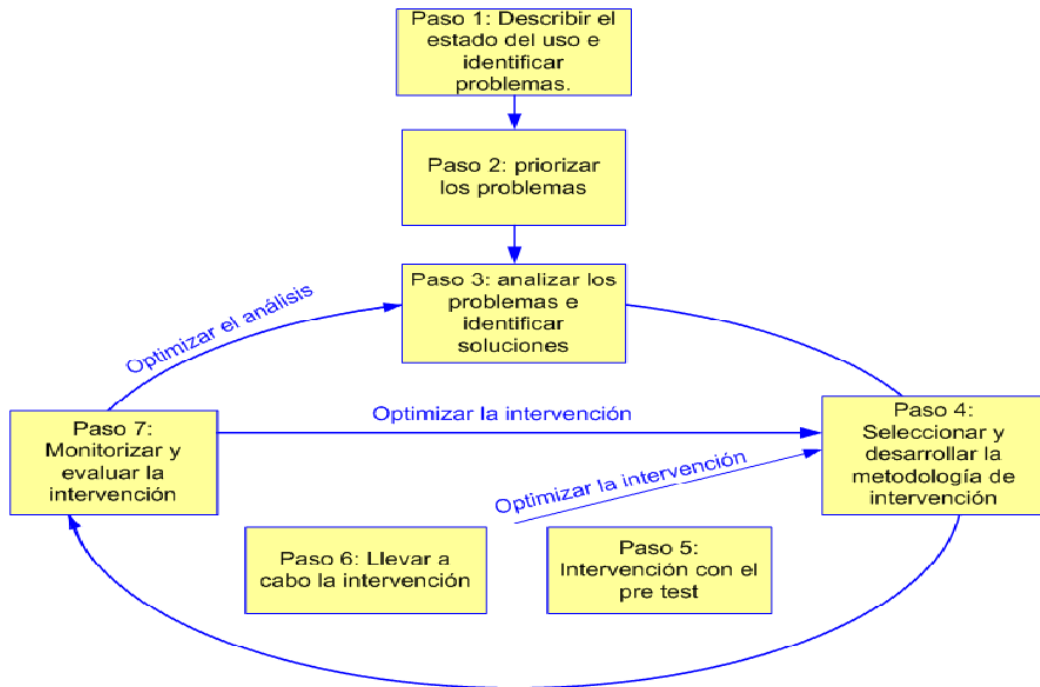 Paso 1: Describir el
estado del uso e
identificar
problemas.
Paso 2: priorizar
los problemas
Paso 3: analizar los
problemas e
identificar
soluciones
Optimizar el análisis
Optimizar la intervención
Paso 7:
Monitorizar y
evaluar la
intervención
Paso 4:
Seleccionar y
desarrollar la
metodología de
intervención
Optimizar la intervención
Paso 6: Llevar a
cabo la intervención
Paso 5:
Intervención con el
pre test